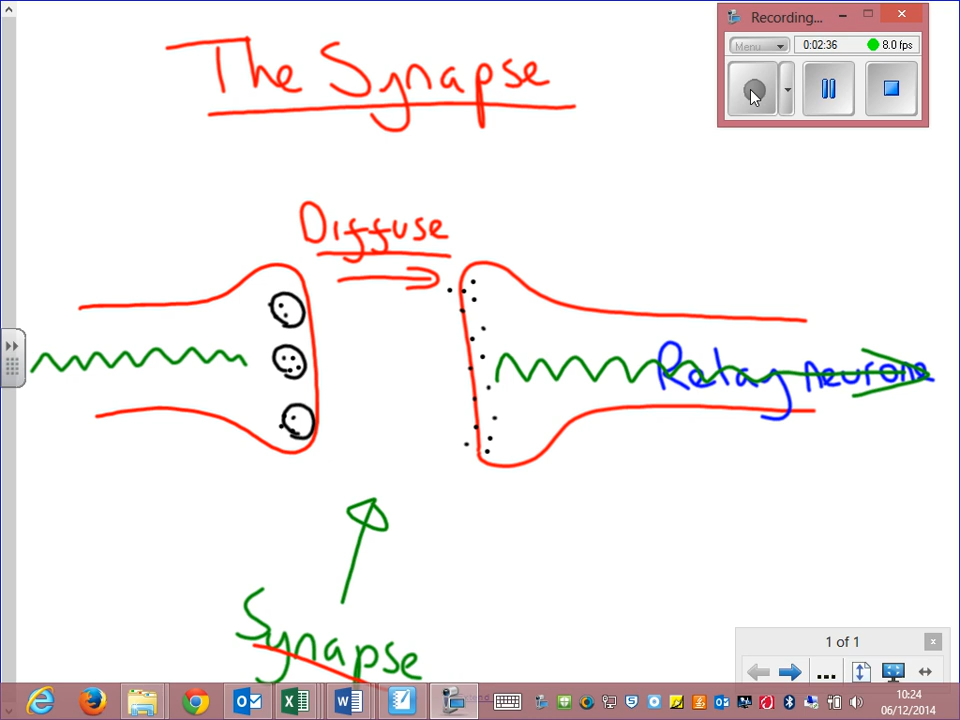 The Synapse
Recording...
Menu
0:02:36
8.0 fps
Diffuse
Relay neurone
Synapse
1 of 1
...
10:24
06/12/2014